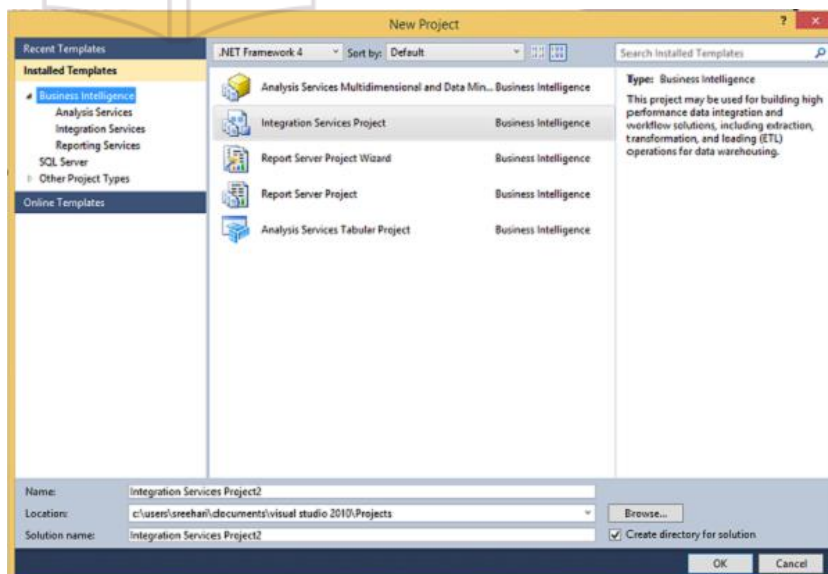 New Project
?
Recent Templates
.NET Framework 4
Sort by: Default
Search Installed Templates
Installed Templates
Business Intelligence
Analysis Services
Integration Services
Reporting Services
SQL Server
Other Project Types
Online Templates
Analysis Services Multidimensional and Data Min... Business Intelligence
Integration Services Project Business Intelligence
Report Server Project Wizard Business Intelligence
Report Server Project Business Intelligence
Analysis Services Tabular Project Business Intelligence
Type: Business Intelligence
This project may be used for building high
performance data integration and
workflow solutions, including extraction,
transformation, and loading (ETL)
operations for data warehousing.
Name: Integration Services Project2
Location: c:\users\sreehari\documents\visual studio 2010\Projects
Browse...
Solution name: Integration Services Project2
Create directory for solution
OK Cancel